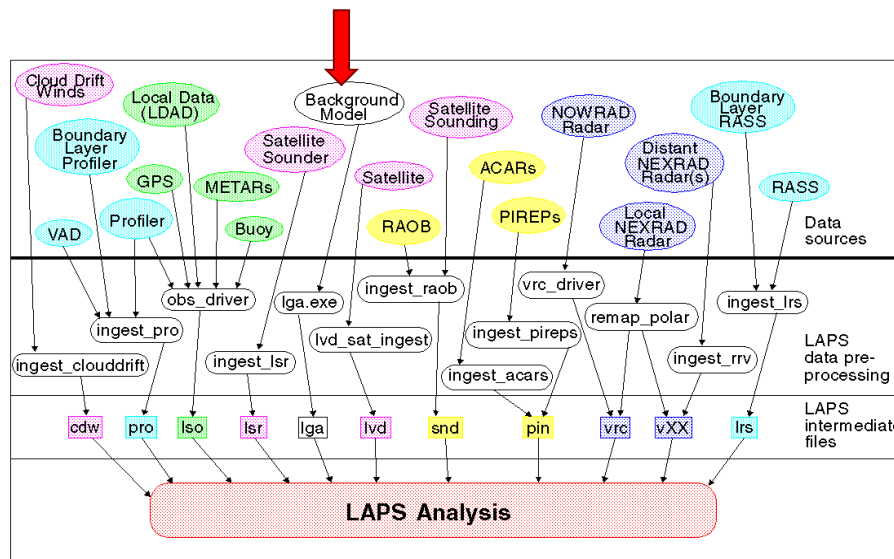 Cloud Drift
Winds
Local Data
(LDAD)
Background
Model
Satellite
Sounding
NOWRAD
Radar
Boundary
Layer
RASS
Boundary
Layer
Profiler
Satellite
Sounder
Distant
NEXRAD
Radar(s)
GPS
METARs
Satellite
ACARs
RASS
VAD
Profiler
Buoy
RAOB
PIREPs
Local
NEXRAD
Radar
Data
sources
obs_driver
lga.exe
ingest_raob
vrc_driver
ingest_lrs
ingest_pro
lvd_sat_ingest
ingest_pireps
remap_polar
ingest_clouddrift
ingest_lsr
ingest_acars
ingest_rrv
LAPS
data pre-
processing
cdw
pro
lso
lsr
lga
lvd
snd
pin
vrc
vXX
lrs
LAPS
intermediate
files
LAPS Analysis